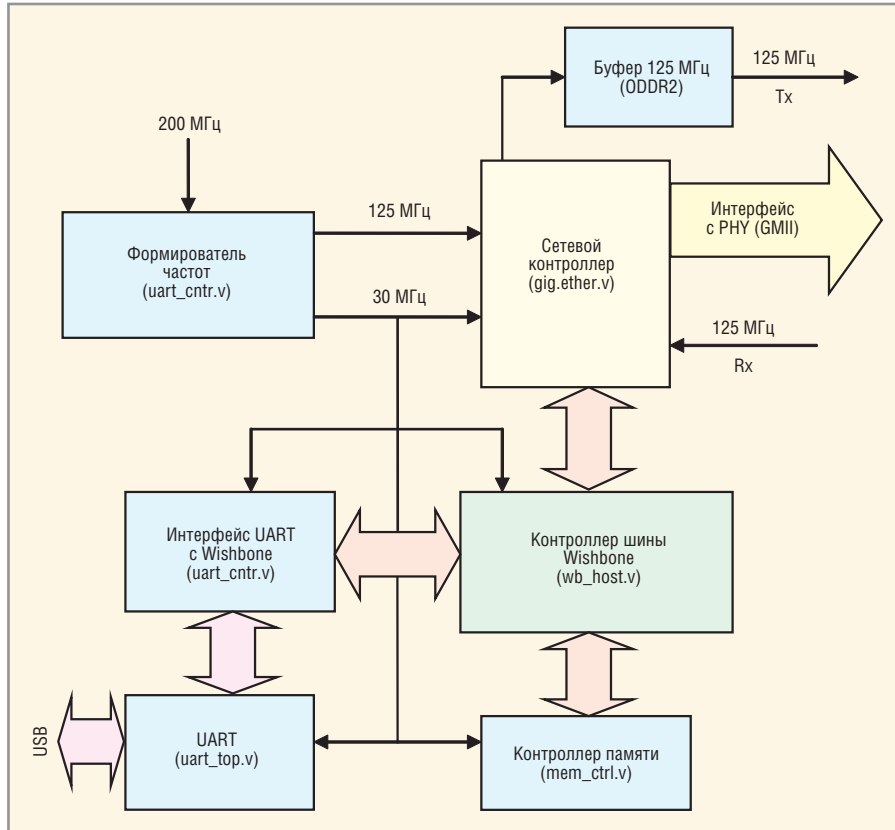 Буфер 125 МГц
(ODDR2)
125 МГц
Tx
200 МГц
Формирователь
частот
(uart_cntr.v)
125 МГц
30 МГц
Сетевой
контроллер
(gig.ether.v)
Интерфейс
с PHY (GMII)
125 МГц
Rx
Интерфейс UART
с Wishbone
(uart_cntr.v)
Контроллер шины
Wishbone
(wb_host.v)
USB
UART
(uart_top.v)
Контроллер памяти
(mem_ctrl.v)